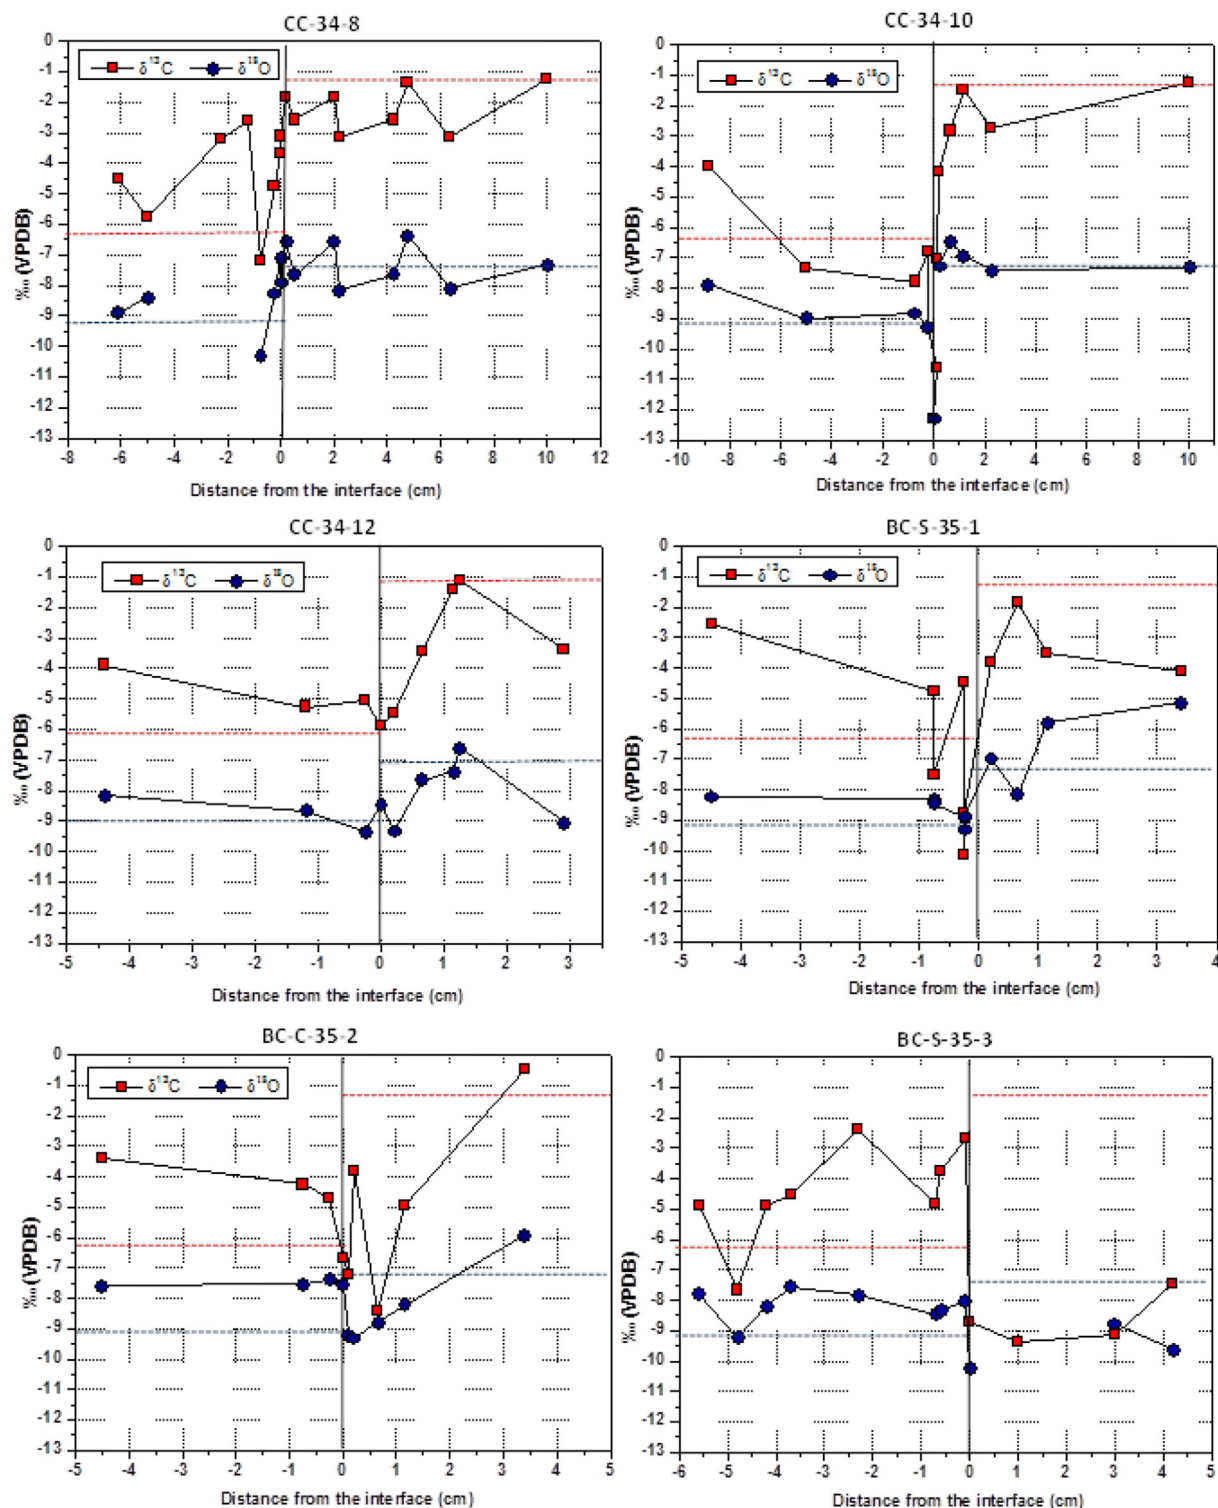 CC-34-8
δ¹³C δ¹⁸O
‰ (VPDB)
0
-1
-2
-3
-4
-5
-6
-7
-8
-9
-10
-11
-12
-13
-8 -6 -4 -2 0 2 4 6 8 10 12
Distance from the interface (cm)
CC-34-10
δ¹³C δ¹⁸O
‰ (VPDB)
0
-1
-2
-3
-4
-5
-6
-7
-8
-9
-10
-11
-12
-13
-10 -8 -6 -4 -2 0 2 4 6 8 10
Distance from the interface (cm)
CC-34-12
δ¹³C δ¹⁸O
‰ (VPDB)
0
-1
-2
-3
-4
-5
-6
-7
-8
-9
-10
-11
-12
-13
-5 -4 -3 -2 -1 0 1 2 3
Distance from the interface (cm)
BC-S-35-1
δ¹³C δ¹⁸O
‰ (VPDB)
0
-1
-2
-3
-4
-5
-6
-7
-8
-9
-10
-11
-12
-13
-5 -4 -3 -2 -1 0 1 2 3 4
Distance from the interface (cm)
BC-C-35-2
δ¹³C δ¹⁸O
‰ (VPDB)
0
-1
-2
-3
-4
-5
-6
-7
-8
-9
-10
-11
-12
-13
-5 -4 -3 -2 -1 0 1 2 3 4 5
Distance from the interface (cm)
BC-S-35-3
‰ (VPDB)
0
-1
-2
-3
-4
-5
-6
-7
-8
-9
-10
-11
-12
-13
-6 -5 -4 -3 -2 -1 0 1 2 3 4 5
Distance from the interface (cm)